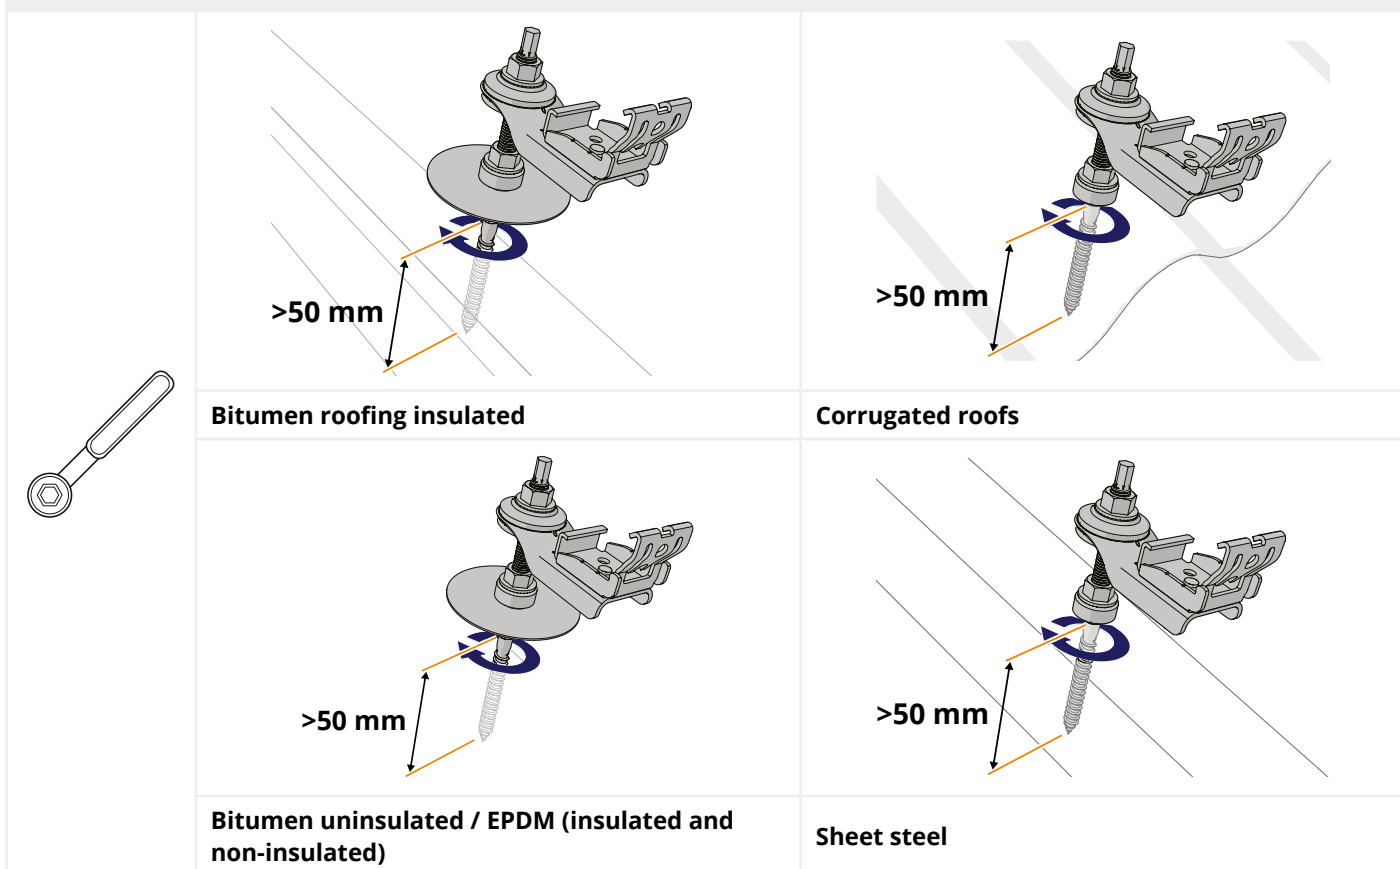 >50 mm
>50 mm
Bitumen roofing insulated
Corrugated roofs
>50 mm
>50 mm
Bitumen uninsulated / EPDM (insulated and
non-insulated)
Sheet steel